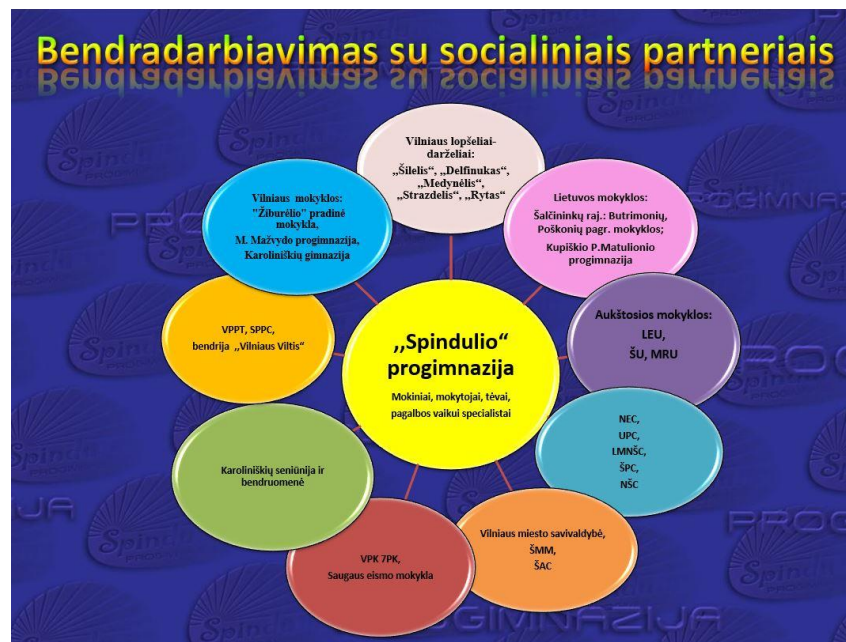 Bendradarbiavimas su socialiniais partneriais
Vilniaus lopšeliai-
darželiai:
„Šilelis“, „Delfinukas“,
„Medynėlis“,
„Strazdelis“, „Rytas“
Lietuvos mokyklos:
Šalčininkų raj.: Butrimonių,
Poškonių pagr. mokyklos;
Kupiškio P.Matulionio
progimnazija
Aukštosios mokyklos:
LEU,
ŠU, MRU
NEC,
UPC,
LMNŠC,
ŠPC,
NŠC
Vilniaus miesto savivaldybė,
ŠMM,
ŠAC
VPK 7PK,
Saugaus eismo mokykla
Karoliniškių seniūnija ir
bendruomenė
VPPT, SPPC,
bendrija „Vilniaus Viltis“
Vilniaus mokyklos:
"Žiburėlio" pradinė
mokykla,
M. Mažvydo progimnazija,
Karoliniškių gimnazija
,,Spindulio“
progimnazija
Mokiniai, mokytojai, tėvai,
pagalbos vaikui specialistai